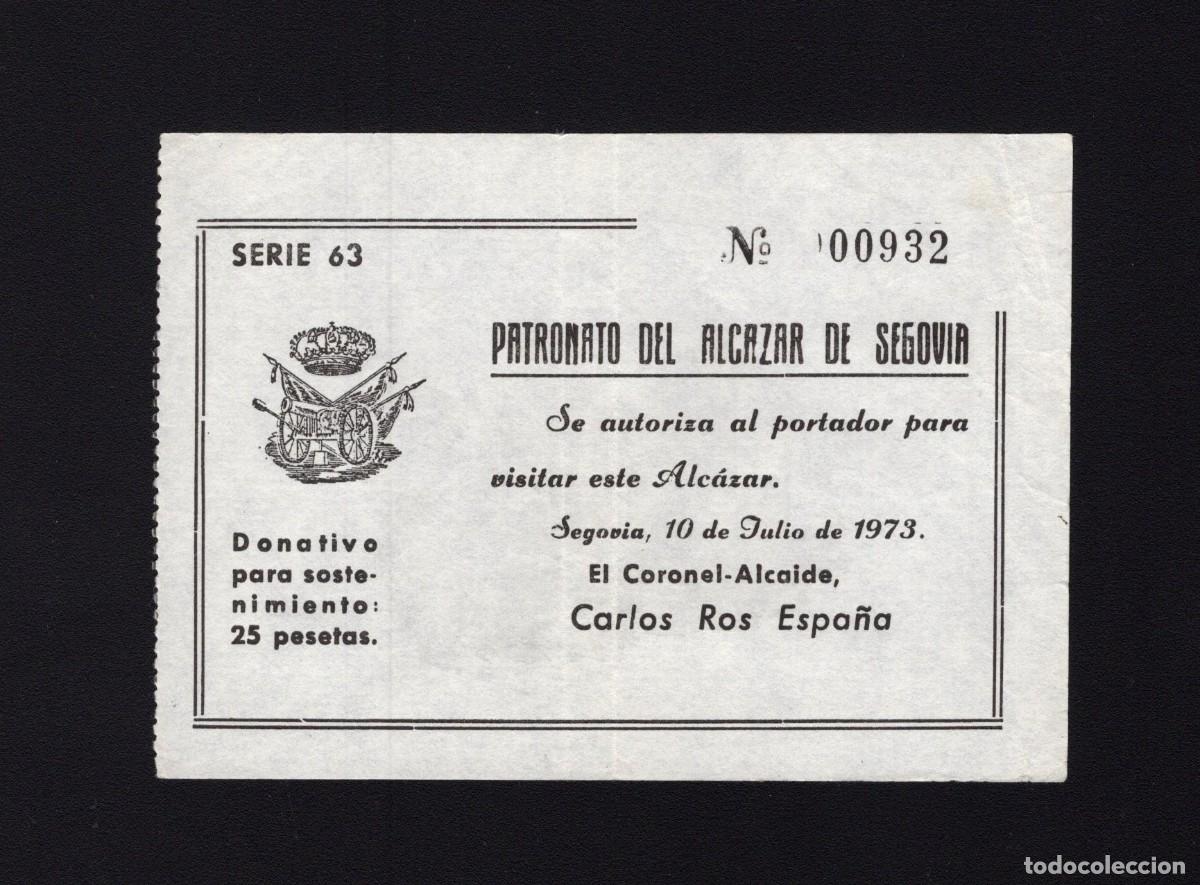 SERIE 63
Nº 00932
PATRONATO DEL ALCAZAR DE SEGOVIA
Se autoriza al portador para
visitar este Alcázar.
Segovia, 10 de Julio de 1973.
El Coronel-Alcaide,
Carlos Ros España
Donativo
para soste-
nimiento:
25 pesetas.
todocoleccion